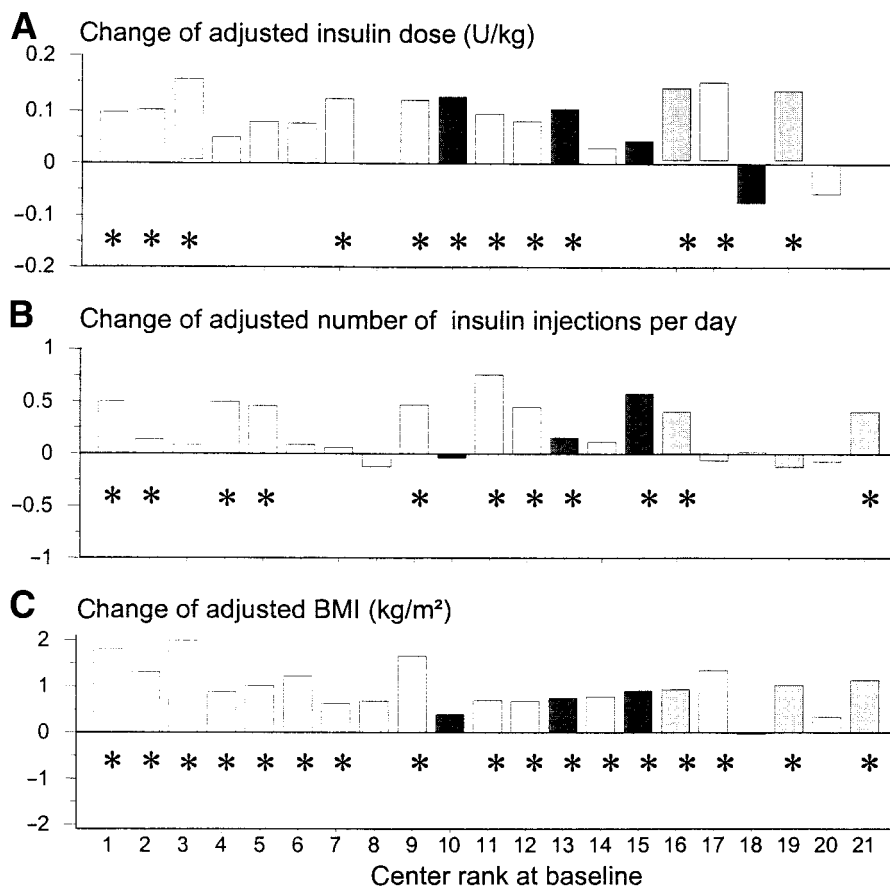 A Change of adjusted insulin dose (U/kg)
0.2
0.1
0
–0.1
* * * * * * * * * * * *
–0.2
B Change of adjusted number of insulin injections per day
1
0.5
0
–0.5
* * * * * * * * * * *
–1
C Change of adjusted BMI (kg/m²)
2
1
0
–1
* * * * * * * * * * * * * * * * *
–2
1 2 3 4 5 6 7 8 9 10 11 12 13 14 15 16 17 18 19 20 21
Center rank at baseline